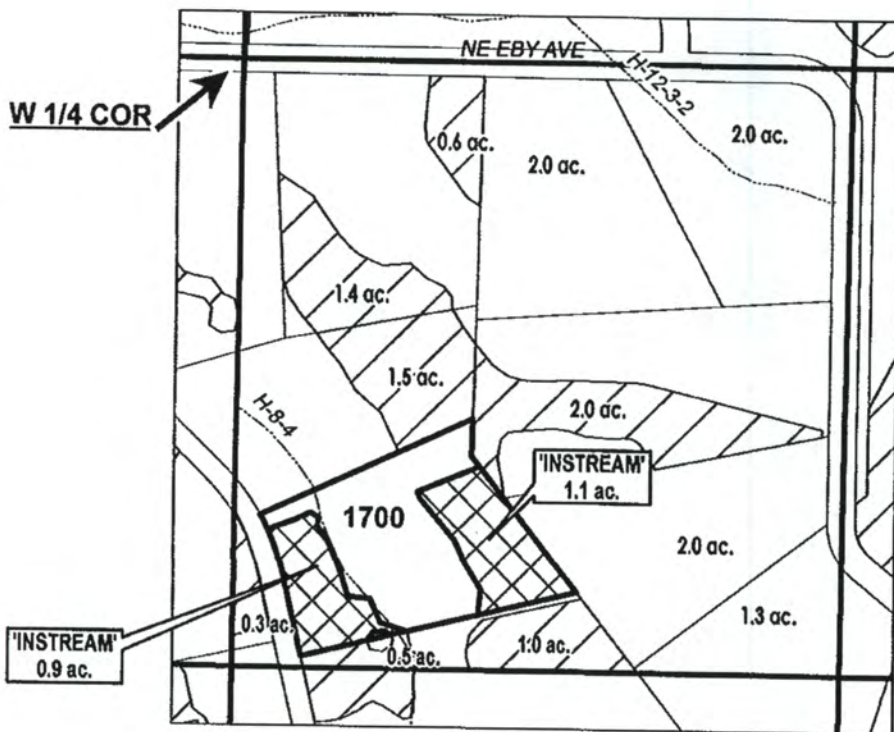 NE EBY AVE
W 1/4 COR
H-12-3-2
0.6 ac.
2.0 ac.
2.0 ac.
1.4 ac.
1.5 ac.
H-8-4
2.0 ac.
'INSTREAM'
1.1 ac.
1700
2.0 ac.
0.3 ac.
1.3 ac.
'INSTREAM'
0.9 ac.
0.5 ac.
1.0 ac.